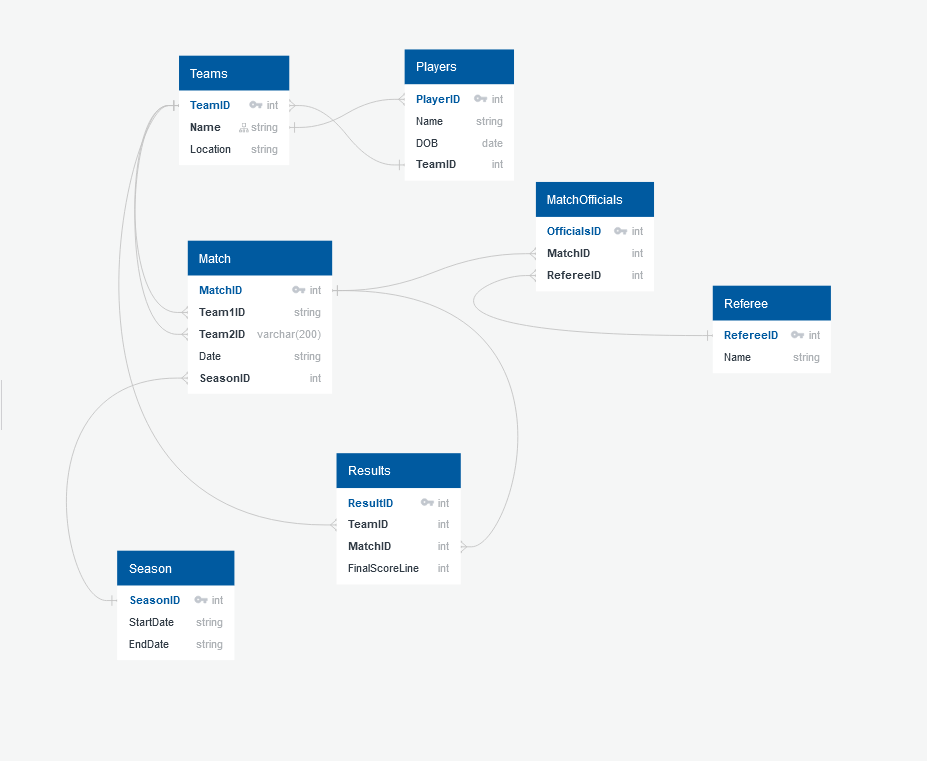 Teams
TeamID int
Name string
Location string
Players
PlayerID int
Name string
DOB date
TeamID int
MatchOfficials
OfficialsID int
MatchID int
RefereeID int
Match
MatchID int
Team1ID string
Team2ID varchar(200)
Date string
SeasonID int
Referee
RefereeID int
Name string
Results
ResultID int
TeamID int
MatchID int
FinalScoreLine int
Season
SeasonID int
StartDate string
EndDate string